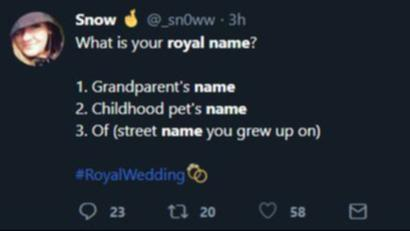 Snow 🤞 @_sn0ww · 3h
What is your royal name?
1. Grandparent's name
2. Childhood pet's name
3. Of (street name you grew up on)
#RoyalWedding
23 20 58